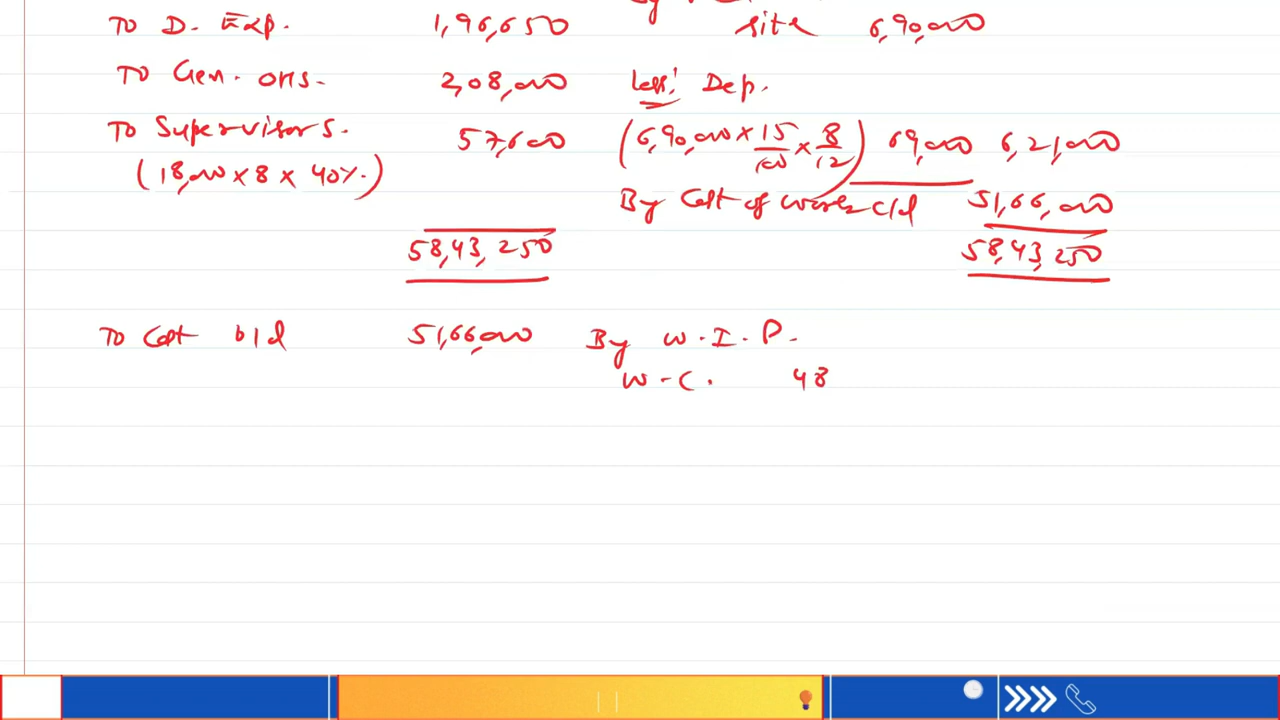 To D. Exp. 1,96,650 site 6,90,000
To Gen. OHS. 2,08,000 Less: Dep.
To Supervisor S. 57,600 (6,90,000 × 15/100 × 8/12) 69,000 6,21,000
(18,000 × 8 × 40%.)
By Cost of works c/d 51,66,000
58,43,250 58,43,250
To Cost b/d 51,66,000 By W.I.P.
W-C. 48